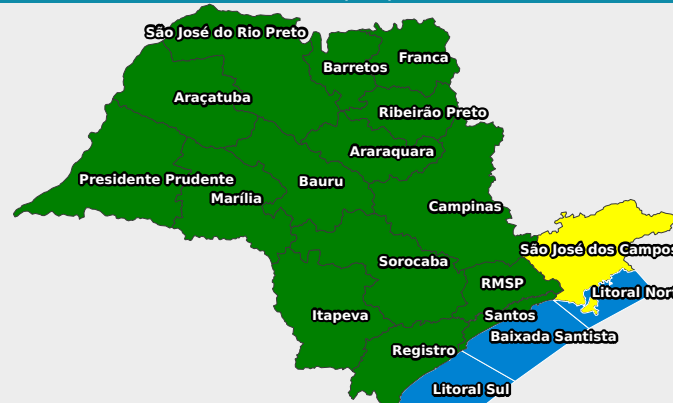 São José do Rio Preto
Franca
Barretos
Araçatuba
Ribeirão Preto
Araraquara
Presidente Prudente
Bauru
Marília
Campinas
São José dos Campos
Sorocaba
RMSP
Litoral Nort
Itapeva
Santos
Baixada Santista
Registro
Litoral Sul